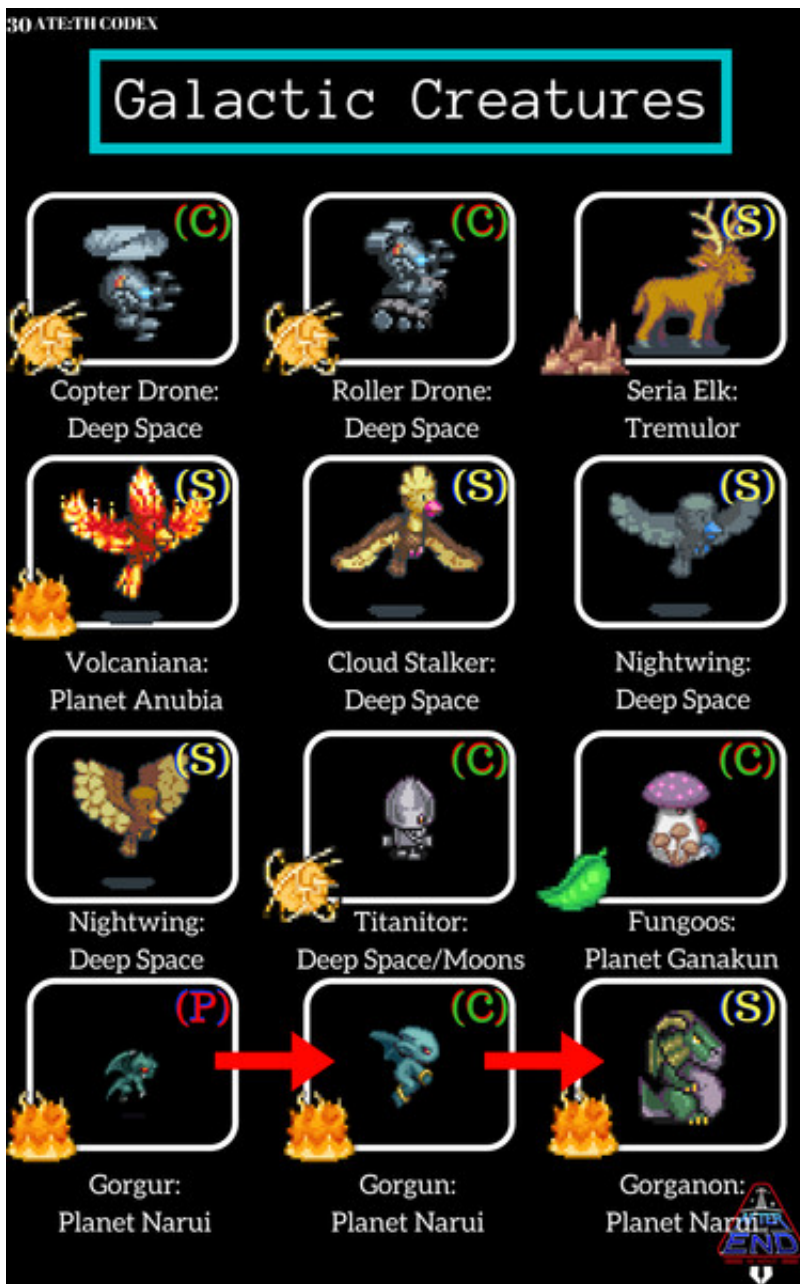 30 ATE:TH CODEX
Galactic Creatures
(C)
(C)
(S)
Copter Drone:
Deep Space
Roller Drone:
Deep Space
Seria Elk:
Tremulor
(S)
(S)
(S)
Volcaniana:
Planet Anubia
Cloud Stalker:
Deep Space
Nightwing:
Deep Space
(S)
(C)
(C)
Nightwing:
Deep Space
Titanitor:
Deep Space/Moons
Fungoos:
Planet Ganakun
(P)
(C)
(S)
Gorgur:
Planet Narui
Gorgun:
Planet Narui
Gorganon:
Planet Narui
AFTER
END